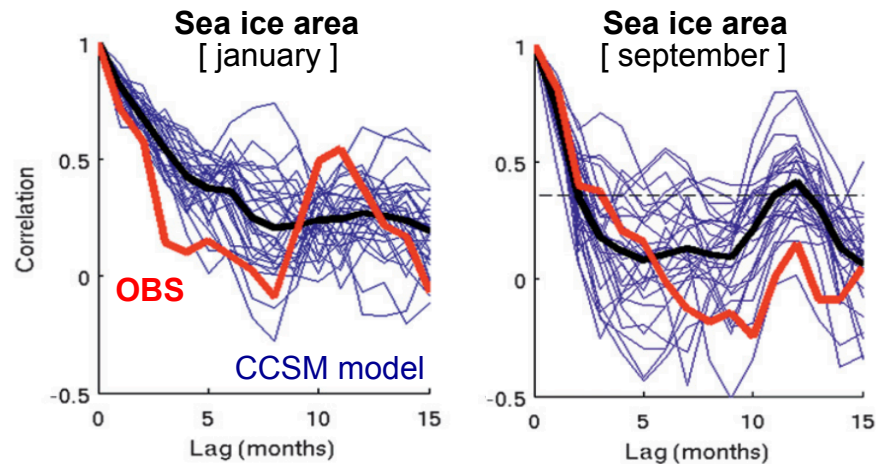 Sea ice area
[ january ]
1
0.5
0
-0.5
Correlation
OBS
CCSM model
0
5
10
15
Lag (months)
Sea ice area
[ september ]
1
0.5
0
-0.5
0
5
10
15
Lag (months)